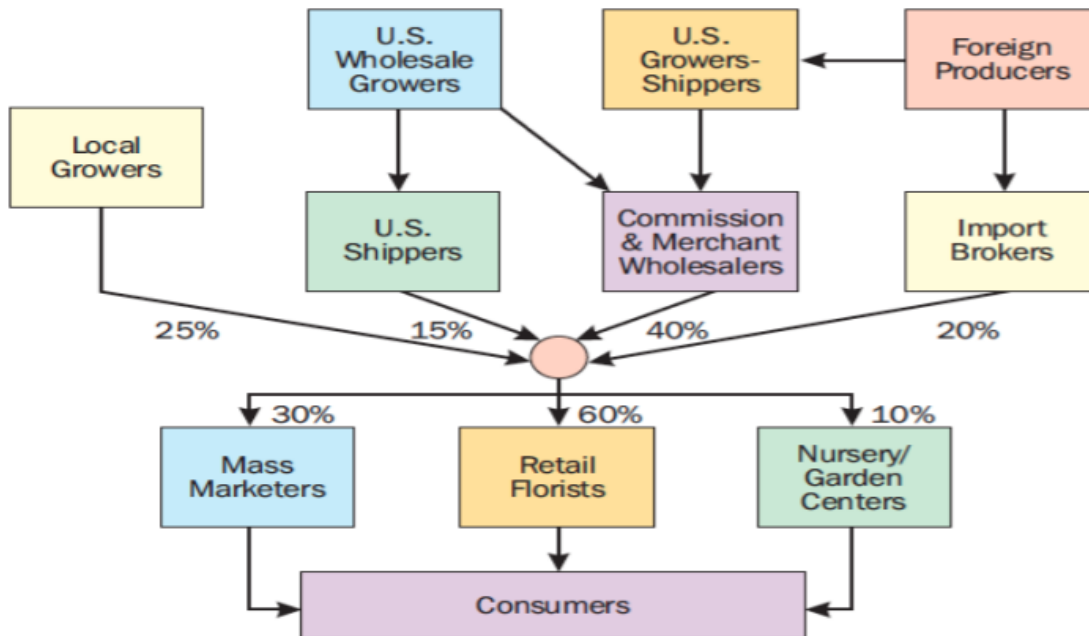 U.S.
Wholesale
Growers
U.S.
Growers-
Shippers
Foreign
Producers
Local
Growers
U.S.
Shippers
Commission
& Merchant
Wholesalers
Import
Brokers
25%
15%
40%
20%
30%
60%
10%
Mass
Marketers
Retail
Florists
Nursery/
Garden
Centers
Consumers